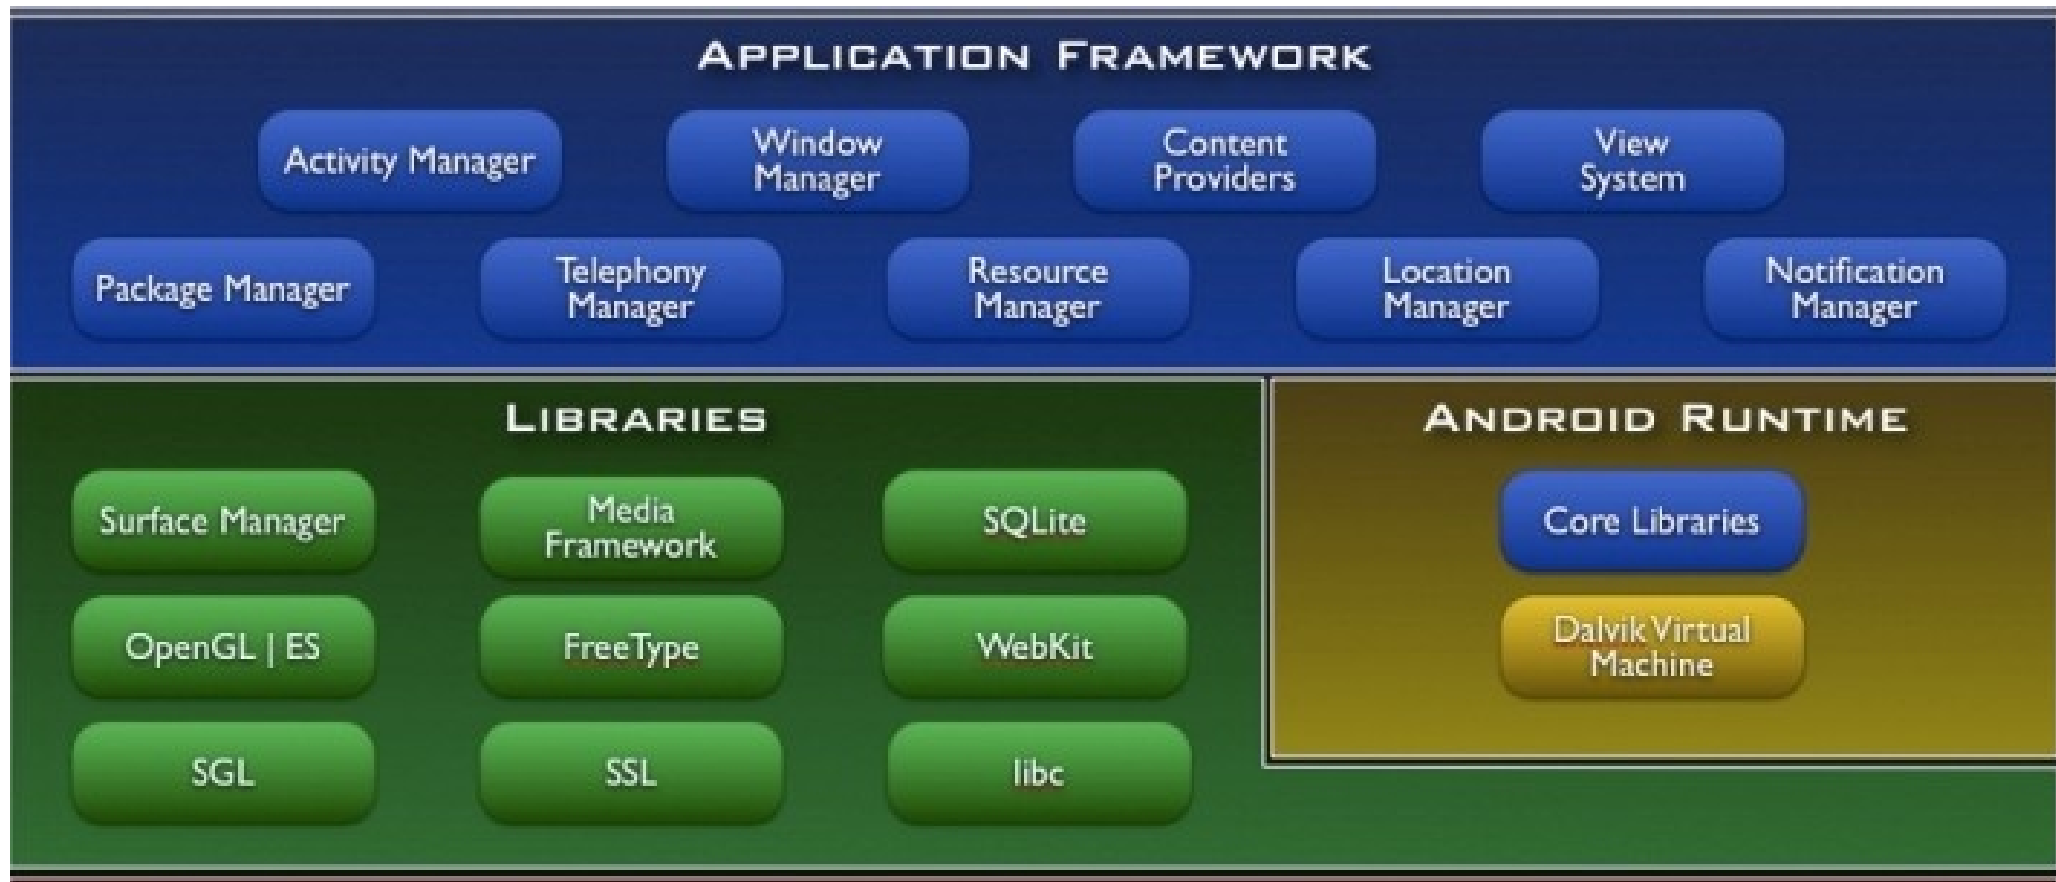 APPLICATION FRAMEWORK
Activity Manager
Window
Manager
Content
Providers
View
System
Package Manager
Telephony
Manager
Resource
Manager
Location
Manager
Notification
Manager
LIBRARIES
Surface Manager
Media
Framework
SQLite
OpenGL | ES
FreeType
WebKit
SGL
SSL
libc
ANDROID RUNTIME
Core Libraries
Dalvik Virtual
Machine